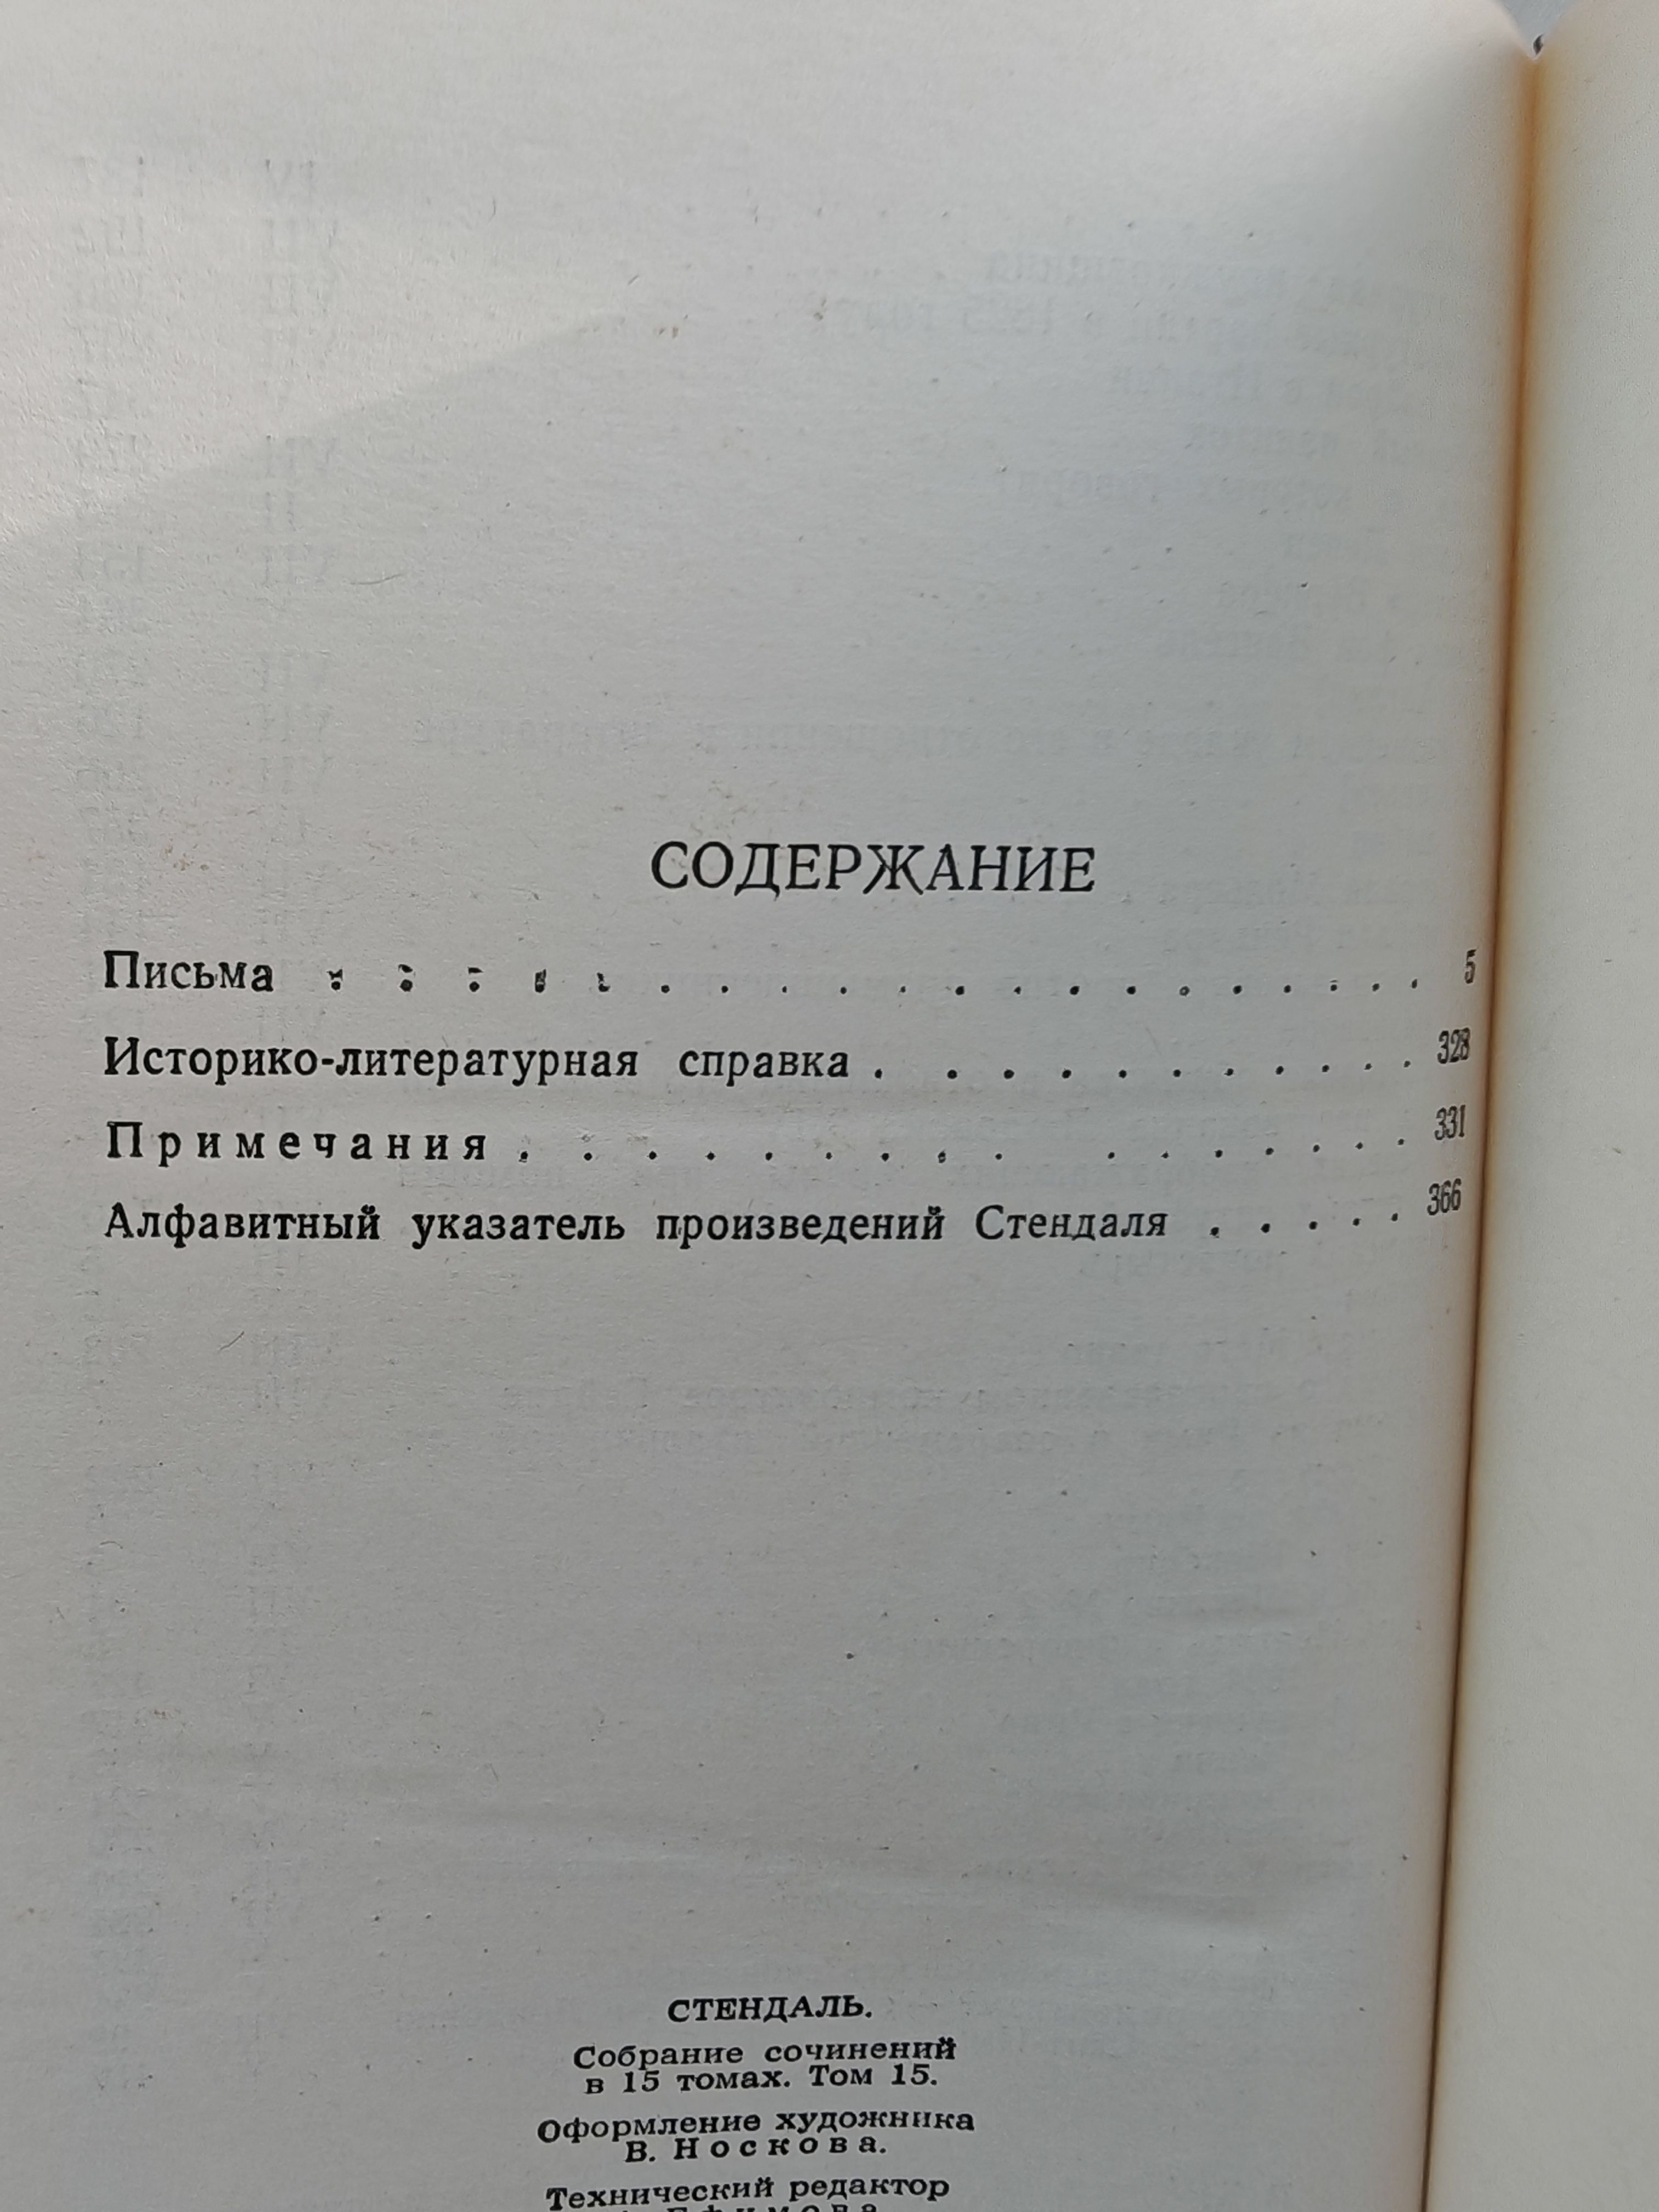 СОДЕРЖАНИЕ
Письма . . . . . . . . . . . . . . . . . . . . 5
Историко-литературная справка . . . . . . . . . . . 328
Примечания . . . . . . . . . . . . . . . . 331
Алфавитный указатель произведений Стендаля . . . . . 366
СТЕНДАЛЬ.
Собрание сочинений
в 15 томах. Том 15.
Оформление художника
В. Носкова.
Технический редактор